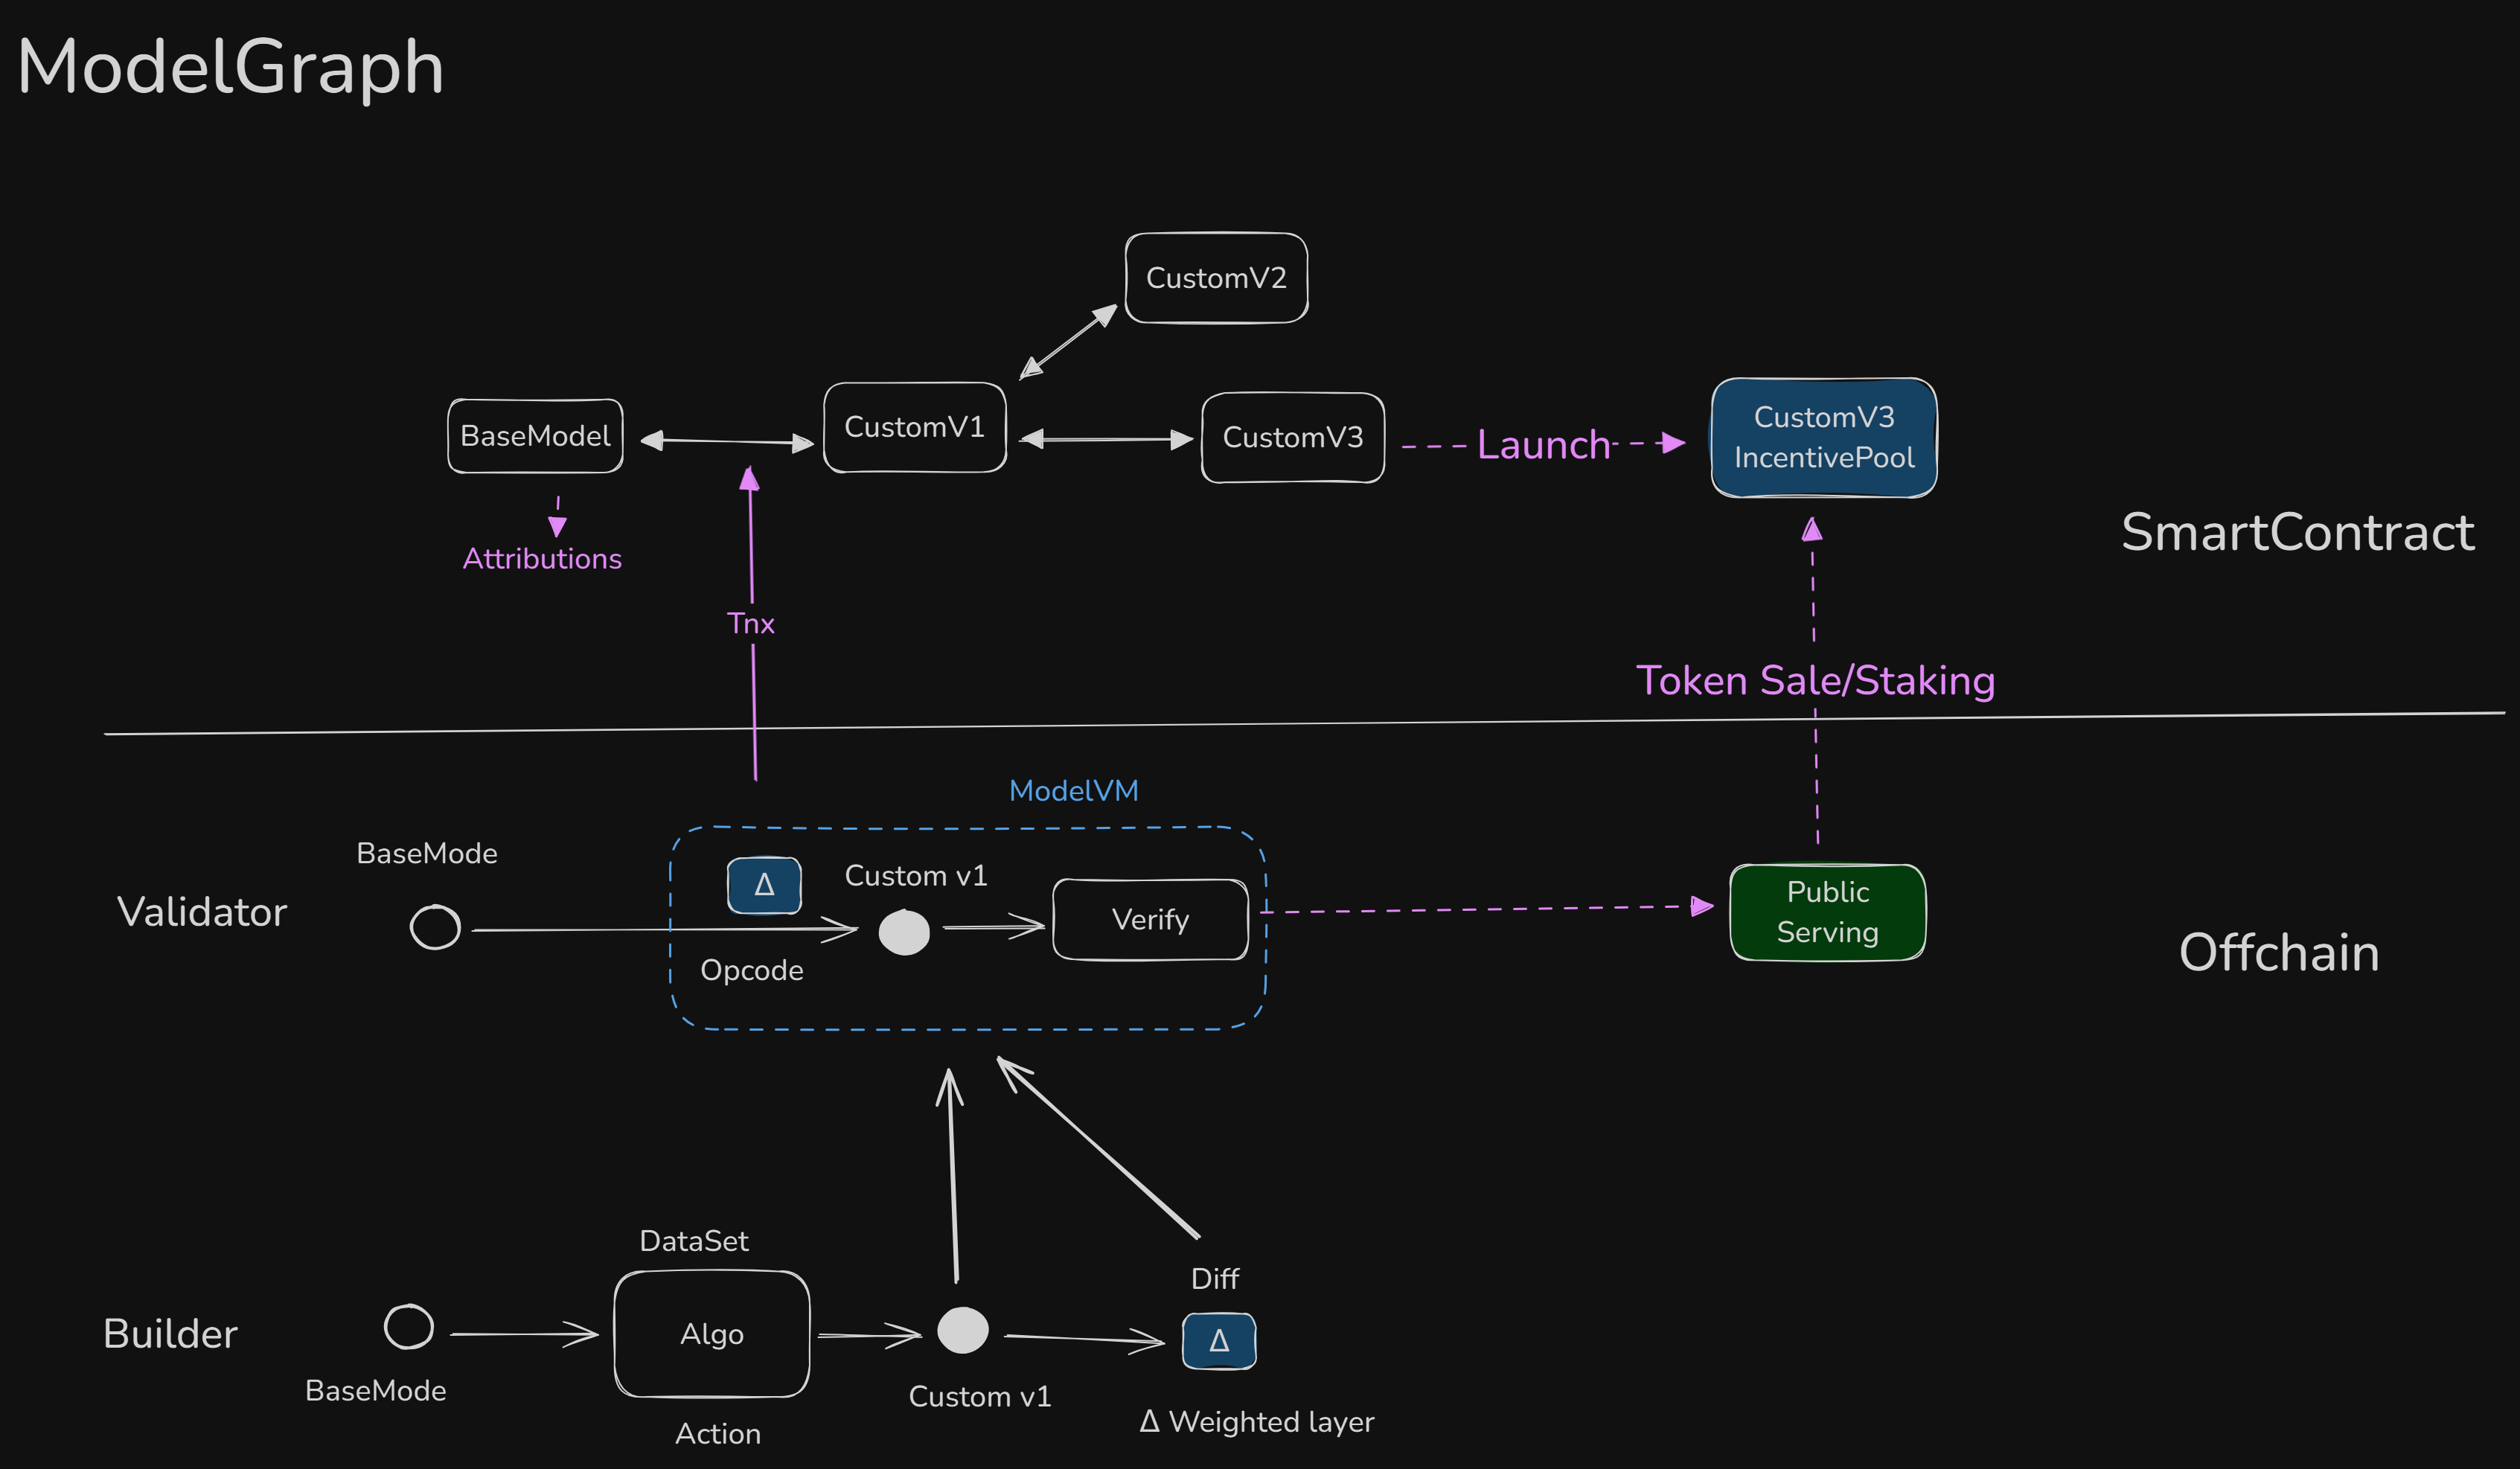 ModelGraph
CustomV2
BaseModel
CustomV1
CustomV3
Launch
CustomV3
IncentivePool
Attributions
SmartContract
Tnx
Token Sale/Staking
ModelVM
BaseMode
Validator
Δ
Custom v1
Opcode
Verify
Public
Serving
Offchain
DataSet
Diff
Builder
Algo
Δ
BaseMode
Custom v1
Action
Δ Weighted layer